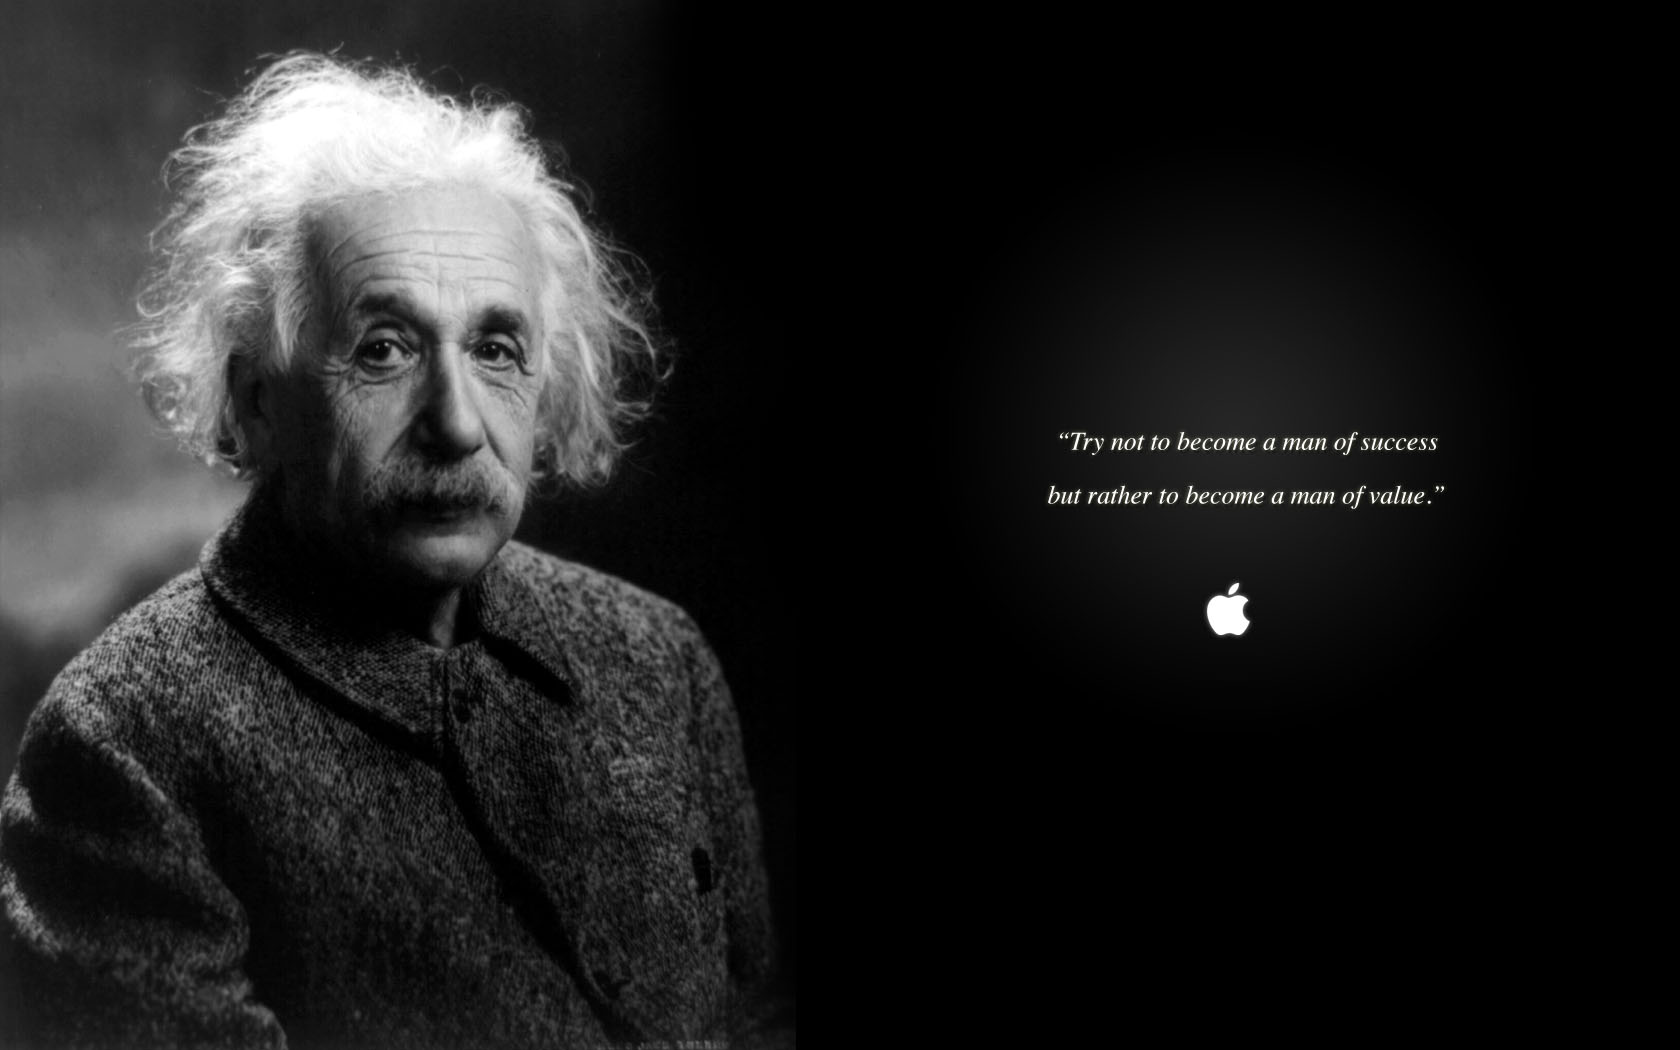 “Try not to become a man of success
but rather to become a man of value.”